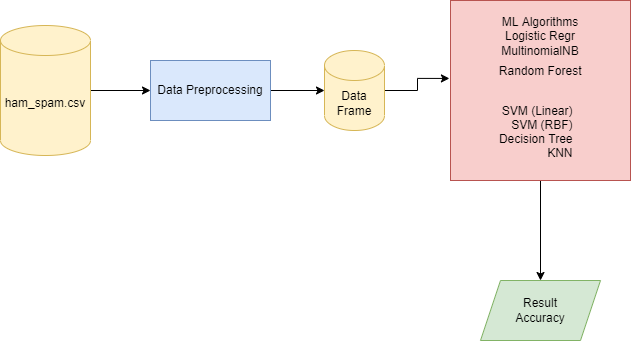 ham_spam.csv
Data Preprocessing
Data
Frame
ML Algorithms
Logistic Regr
MultinomialNB
Random Forest
SVM (Linear)
SVM (RBF)
Decision Tree
KNN
Result
Accuracy